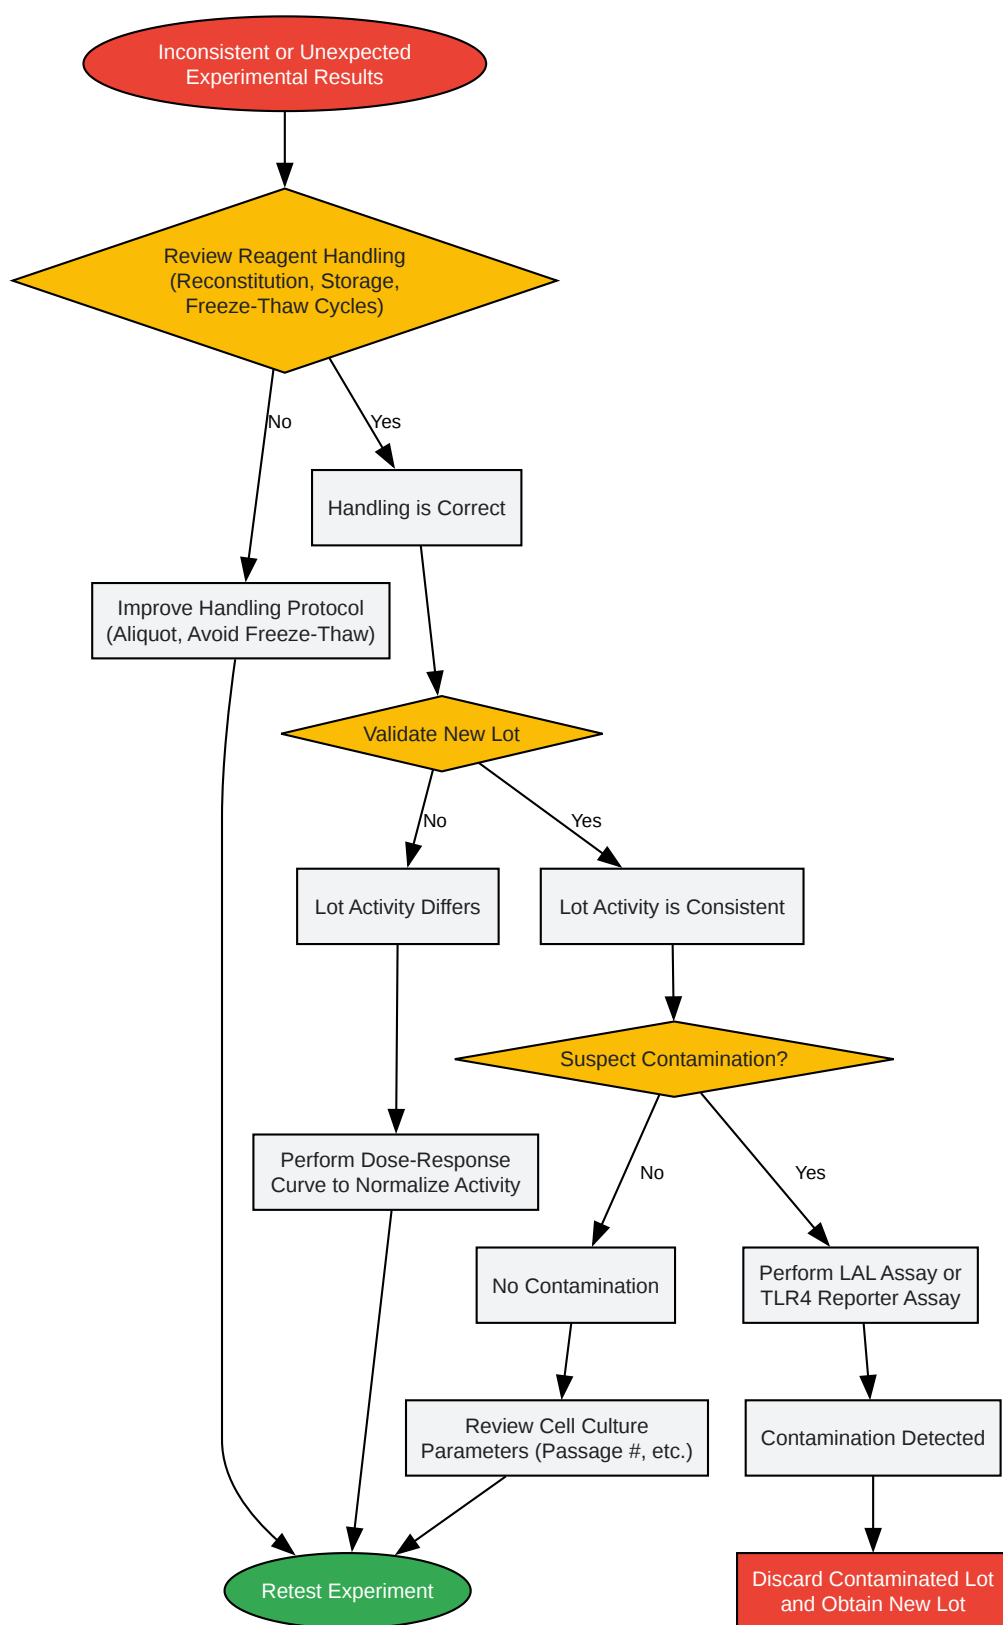 Inconsistent or Unexpected
Experimental Results
Review Reagent Handling
(Reconstitution, Storage,
Freeze-Thaw Cycles)
No
Yes
Handling is Correct
Improve Handling Protocol
(Aliquot, Avoid Freeze-Thaw)
Validate New Lot
No
Yes
Lot Activity Differs
Lot Activity is Consistent
Suspect Contamination?
Perform Dose-Response
Curve to Normalize Activity
No
Yes
No Contamination
Perform LAL Assay or
TLR4 Reporter Assay
Review Cell Culture
Parameters (Passage #, etc.)
Contamination Detected
Retest Experiment
Discard Contaminated Lot
and Obtain New Lot